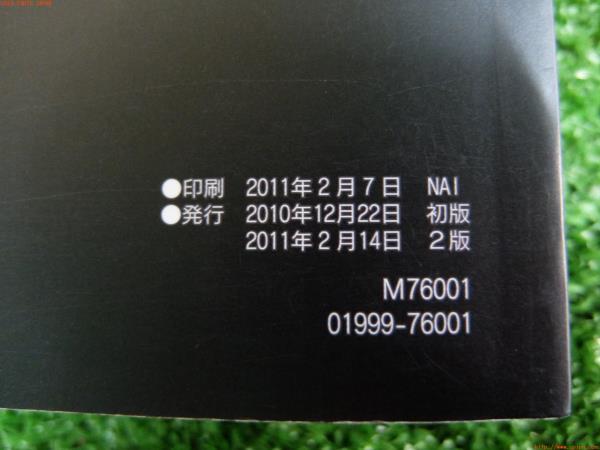 ●印刷 2011年2月7日 NAI
●発行 2010年12月22日 初版
2011年2月14日 2版
M76001
01999-76001